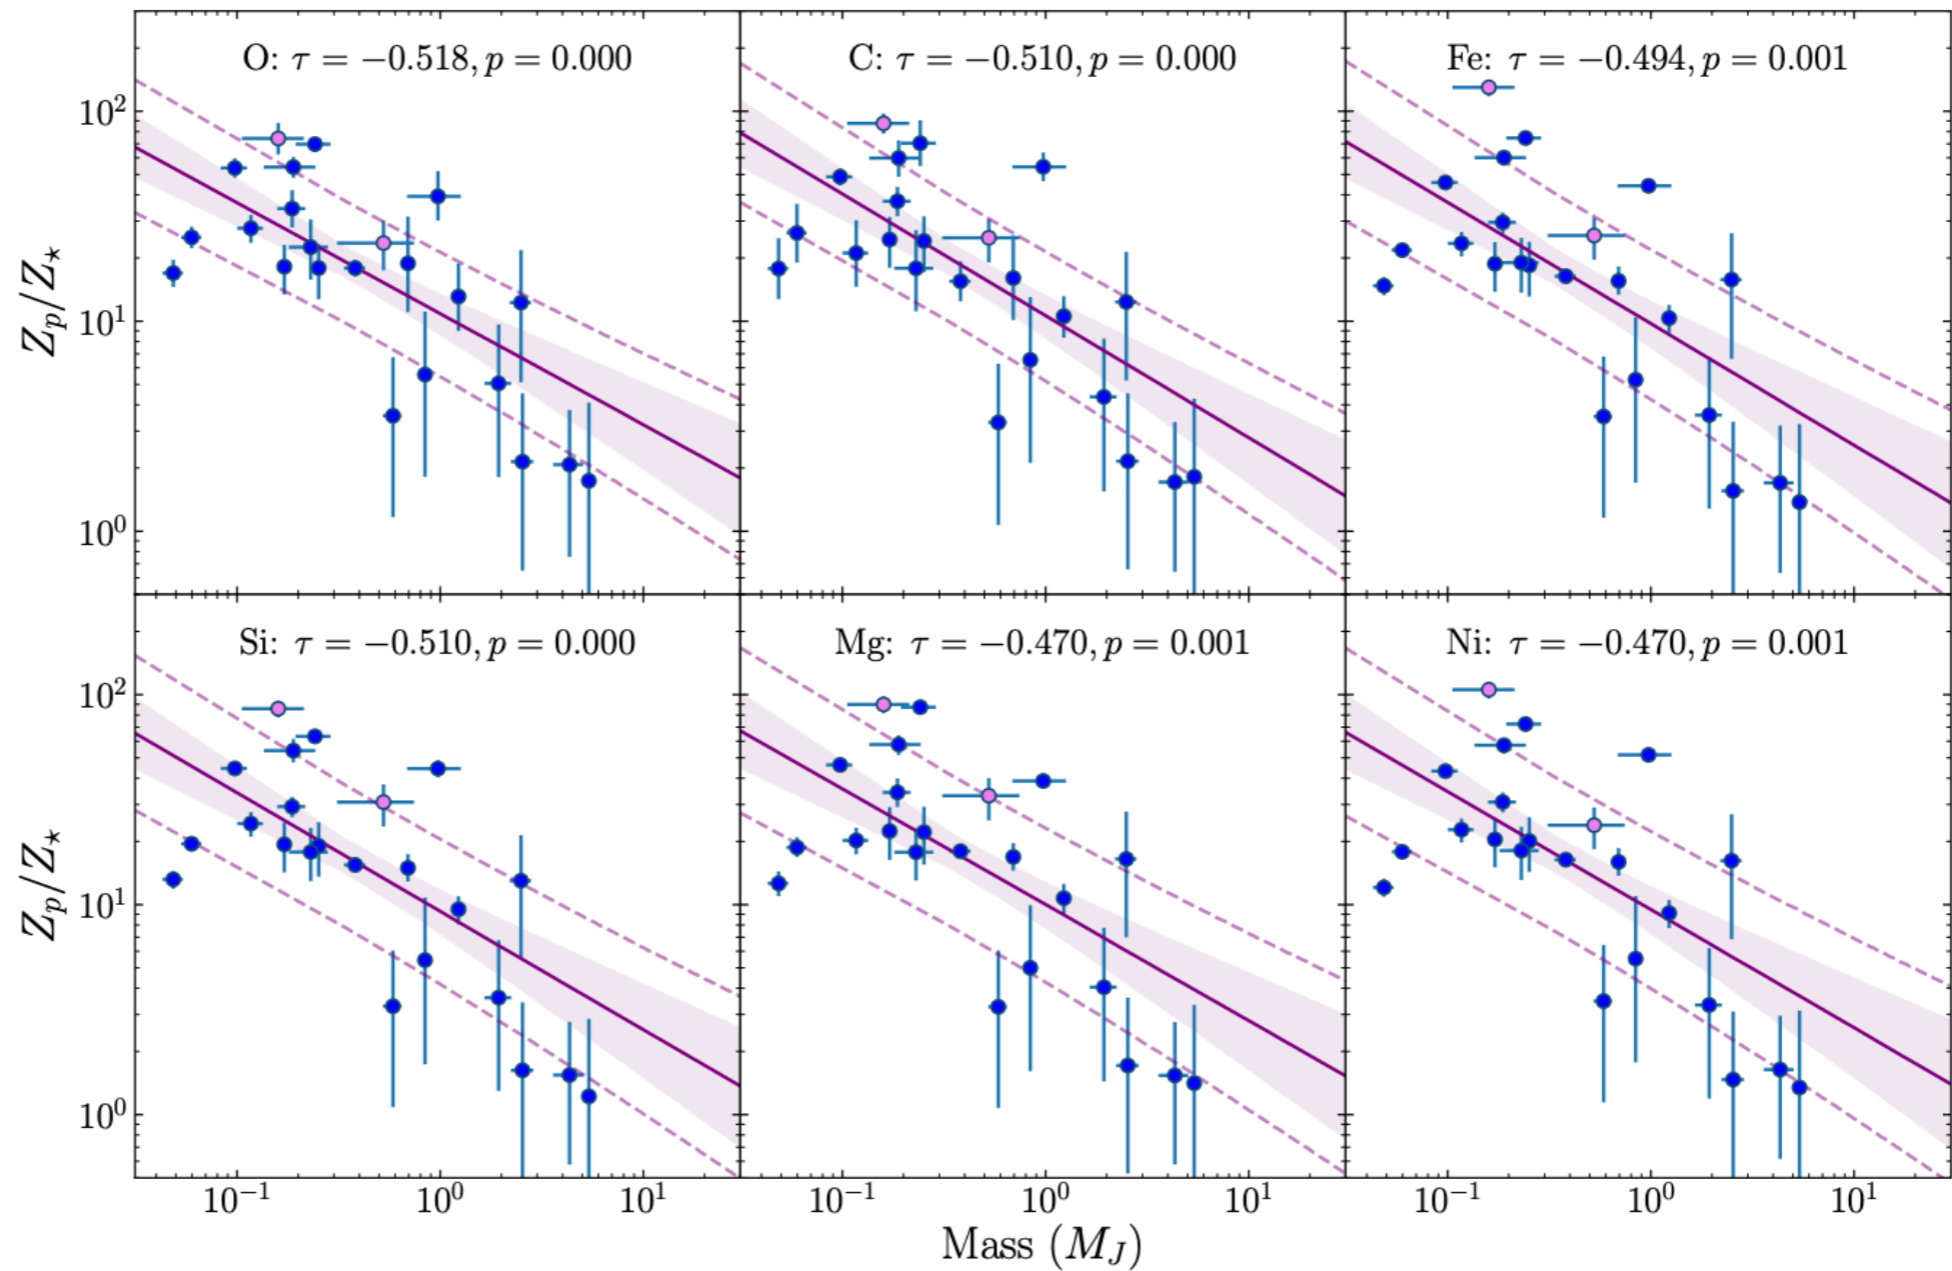 O: τ = −0.518, p = 0.000
C: τ = −0.510, p = 0.000
Fe: τ = −0.494, p = 0.001
10²
10¹
10⁰
Z_p/Z_⋆
Si: τ = −0.510, p = 0.000
Mg: τ = −0.470, p = 0.001
Ni: τ = −0.470, p = 0.001
10²
10¹
10⁰
Z_p/Z_⋆
10⁻¹ 10⁰ 10¹ 10⁻¹ 10⁰ 10¹ 10⁻¹ 10⁰ 10¹
Mass (M_J)